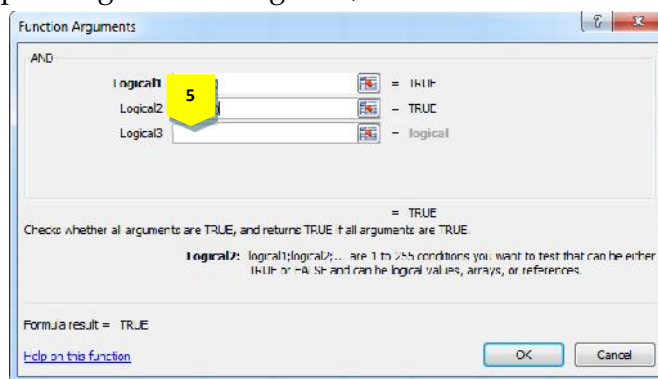 Function Arguments
AND
Logical1 = TRUE
5
Logical2 = TRUE
Logical3 = logical
= TRUE
Checks whether all arguments are TRUE, and returns TRUE if all arguments are TRUE.
Logical2: logical1;logical2;... are 1 to 255 conditions you want to test that can be either
TRUE or FALSE and can be logical values, arrays, or references.
Formula result = TRUE
Help on this function
OK
Cancel